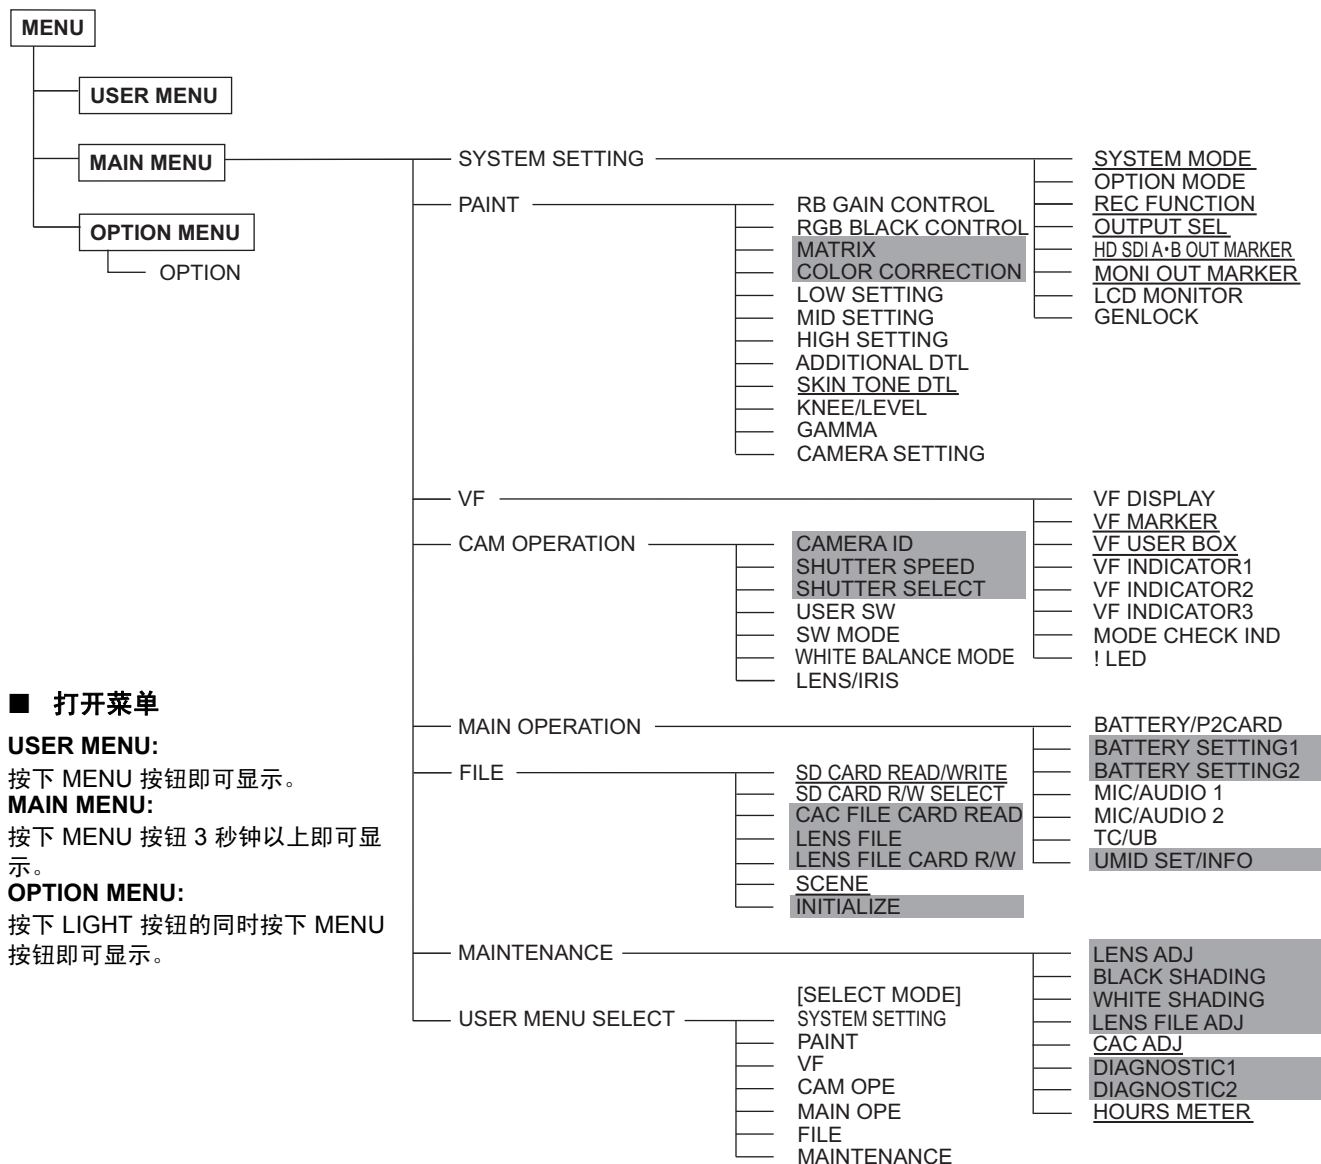 MENU
USER MENU
MAIN MENU
OPTION MENU
OPTION
SYSTEM SETTING
SYSTEM MODE
OPTION MODE
REC FUNCTION
OUTPUT SEL
HD SDI A•B OUT MARKER
MONI OUT MARKER
LCD MONITOR
GENLOCK
PAINT
RB GAIN CONTROL
RGB BLACK CONTROL
MATRIX
COLOR CORRECTION
LOW SETTING
MID SETTING
HIGH SETTING
ADDITIONAL DTL
SKIN TONE DTL
KNEE/LEVEL
GAMMA
CAMERA SETTING
VF
VF DISPLAY
VF MARKER
VF USER BOX
VF INDICATOR1
VF INDICATOR2
VF INDICATOR3
MODE CHECK IND
! LED
CAM OPERATION
CAMERA ID
SHUTTER SPEED
SHUTTER SELECT
USER SW
SW MODE
WHITE BALANCE MODE
LENS/IRIS
MAIN OPERATION
BATTERY/P2CARD
BATTERY SETTING1
BATTERY SETTING2
MIC/AUDIO 1
MIC/AUDIO 2
TC/UB
UMID SET/INFO
FILE
SD CARD READ/WRITE
SD CARD R/W SELECT
CAC FILE CARD READ
LENS FILE
LENS FILE CARD R/W
SCENE
INITIALIZE
MAINTENANCE
LENS ADJ
BLACK SHADING
WHITE SHADING
LENS FILE ADJ
CAC ADJ
DIAGNOSTIC1
DIAGNOSTIC2
HOURS METER
USER MENU SELECT
[SELECT MODE]
SYSTEM SETTING
PAINT
VF
CAM OPE
MAIN OPE
FILE
MAINTENANCE
■ 打开菜单
USER MENU:
按下 MENU 按钮即可显示。
MAIN MENU:
按下 MENU 按钮 3 秒钟以上即可显
示。
OPTION MENU:
按下 LIGHT 按钮的同时按下 MENU
按钮即可显示。